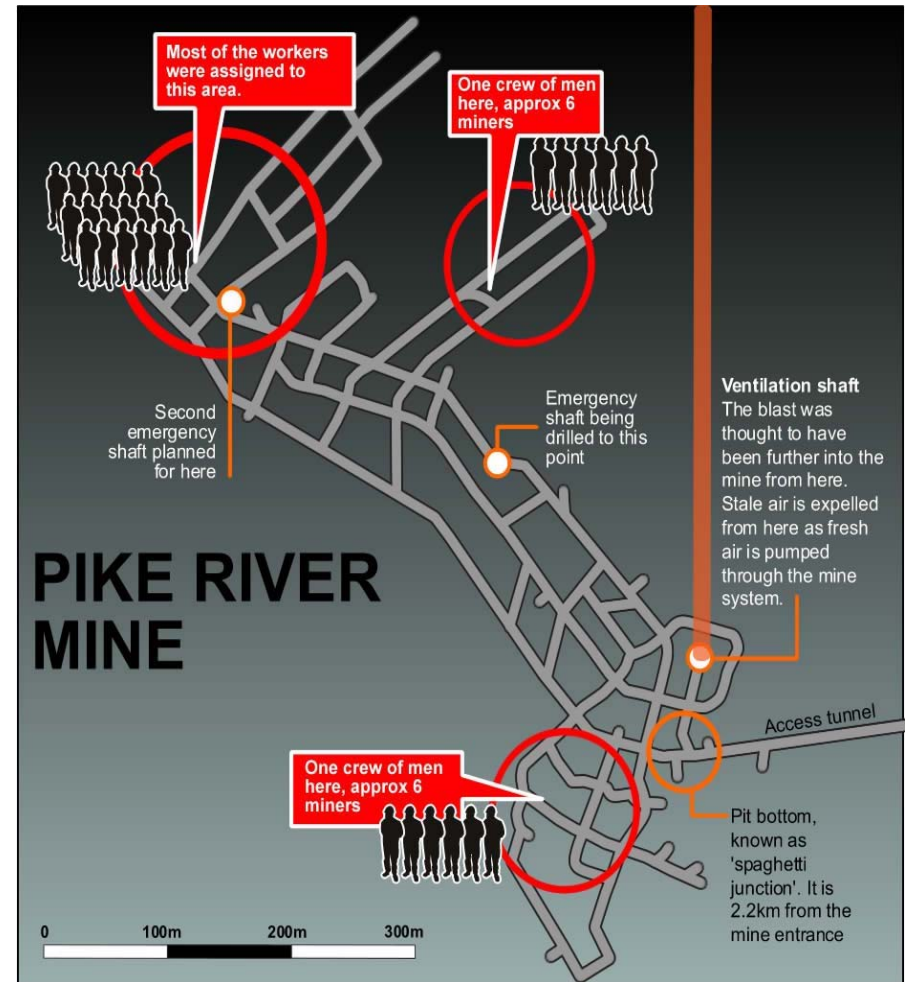 Most of the workers
were assigned to
this area.
One crew of men
here, approx 6
miners
Second
emergency
shaft planned
for here
Emergency
shaft being
drilled to this
point
Ventilation shaft
The blast was
thought to have
been further into the
mine from here.
Stale air is expelled
from here as fresh
air is pumped
through the mine
system.
PIKE RIVER
MINE
Access tunnel
One crew of men
here, approx 6
miners
Pit bottom,
known as
'spaghetti
junction'. It is
2.2km from the
mine entrance
0 100m 200m 300m